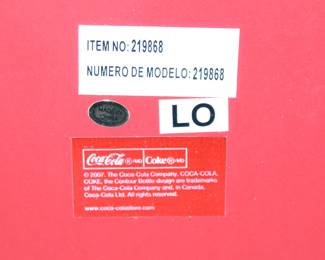 ITEM NO: 219868
NUMERO DE MODELO: 219868
LO
Coca-Cola ®/MD Coke ®/MD
© 2007. The Coca-Cola Company. COCA-COLA,
COKE, the Contour Bottle design are trademarks
of The Coca-Cola Company and, in Canada,
Coca-Cola Ltd. All rights reserved.
www.coca-colastore.com